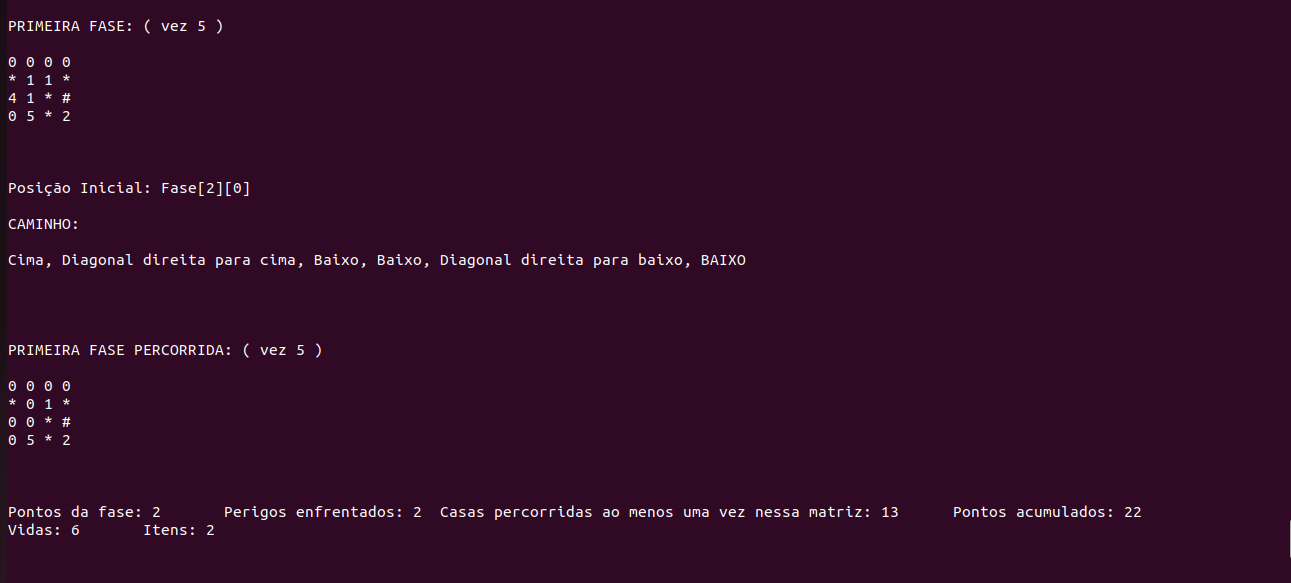 PRIMEIRA FASE: ( vez 5 )
0 0 0 0
* 1 1 *
4 1 * #
0 5 * 2
Posição Inicial: Fase[2][0]
CAMINHO:
Cima, Diagonal direita para cima, Baixo, Baixo, Diagonal direita para baixo, BAIXO
PRIMEIRA FASE PERCORRIDA: ( vez 5 )
0 0 0 0
* 0 1 *
0 0 * #
0 5 * 2
Pontos da fase: 2 Perigos enfrentados: 2 Casas percorridas ao menos uma vez nessa matriz: 13 Pontos acumulados: 22
Vidas: 6 Itens: 2